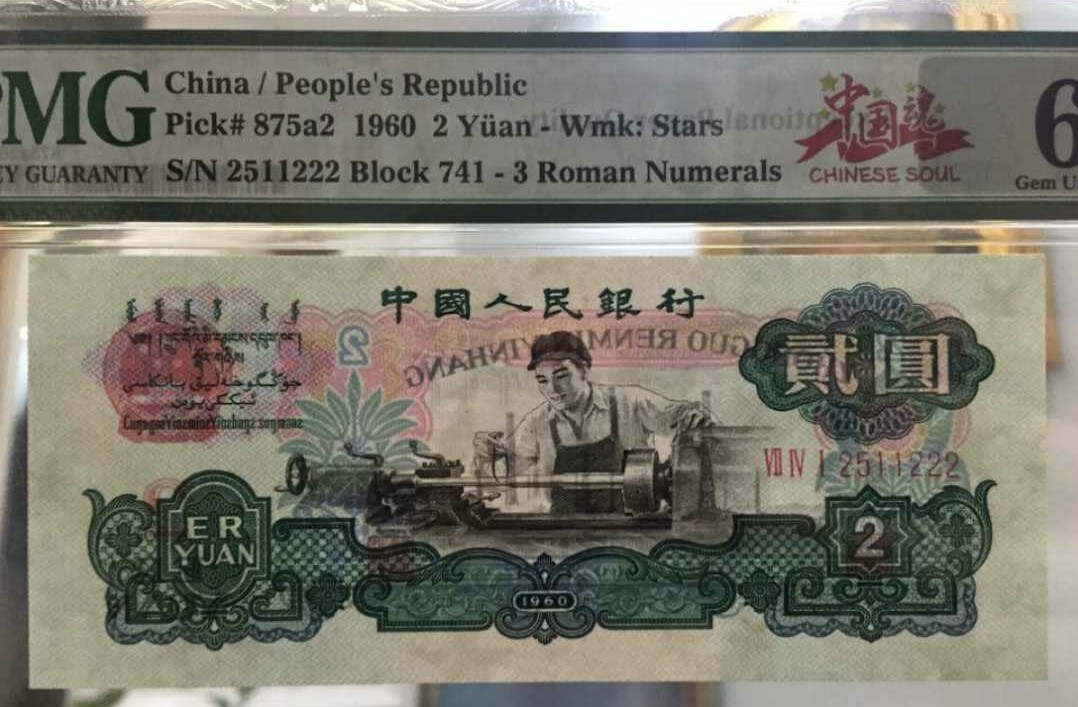 PMG
China / People's Republic
Pick# 875a2 1960 2 Yüan - Wmk: Stars
S/N 2511222 Block 741 - 3 Roman Numerals
GUARANTY
中国魂
CHINESE SOUL
6
Gem U
中國人民銀行
GUO RENMIN YINHANG
2
貳圓
VII IV I 2511222
ER
YUAN
2
1960